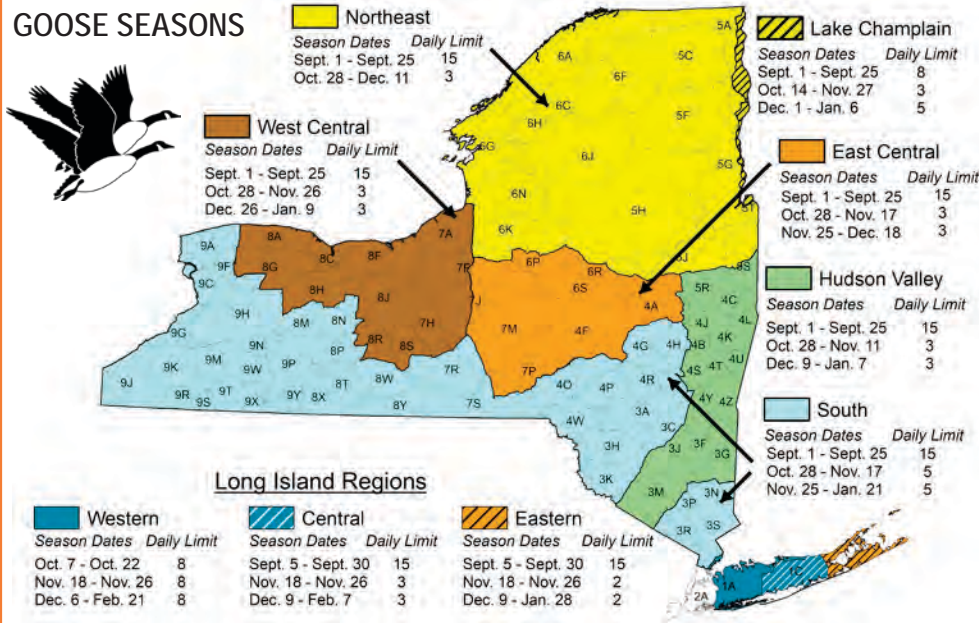 GOOSE SEASONS
Northeast
Season Dates Daily Limit
Sept. 1 - Sept. 25 15
Oct. 28 - Dec. 11 3
Lake Champlain
Season Dates Daily Limit
Sept. 1 - Sept. 25 8
Oct. 14 - Nov. 27 3
Dec. 1 - Jan. 6 5
West Central
Season Dates Daily Limit
Sept. 1 - Sept. 25 15
Oct. 28 - Nov. 26 3
Dec. 26 - Jan. 9 3
East Central
Season Dates Daily Limit
Sept. 1 - Sept. 25 15
Oct. 28 - Nov. 17 3
Nov. 25 - Dec. 18 3
Hudson Valley
Season Dates Daily Limit
Sept. 1 - Sept. 25 15
Oct. 28 - Nov. 11 3
Dec. 9 - Jan. 7 3
South
Season Dates Daily Limit
Sept. 1 - Sept. 25 15
Oct. 28 - Nov. 17 5
Nov. 25 - Jan. 21 5
5A
6A 5C
6F
6C
6H 5F
6G
6J
5G
6N
5H
6K
9A 8A 7A
9F 8G 8C 8F
9C 8H 8J
6P 6R
6S
4A
5R 4C
9H 8M 8N 7H 7M 4F 4J 4L
9G 8R 8S 4G 4H 4B 4K
9N 8P
9M 9P 7R 7P 4S 4T 4U
9K 9W 8T 8W 4O 4P 4R
9J 9T 9Y 8X 4Y 4Z
9R 9S 9X 8Y 7S 3A
4W 3C
3H 3J 3F 3G
3K 3M 3N
3P
3R 3S
1A 1C
2A
Long Island Regions
Western
Season Dates Daily Limit
Oct. 7 - Oct. 22 8
Nov. 18 - Nov. 26 8
Dec. 6 - Feb. 21 8
Central
Season Dates Daily Limit
Sept. 5 - Sept. 30 15
Nov. 18 - Nov. 26 3
Dec. 9 - Feb. 7 3
Eastern
Season Dates Daily Limit
Sept. 5 - Sept. 30 15
Nov. 18 - Nov. 26 2
Dec. 9 - Jan. 28 2